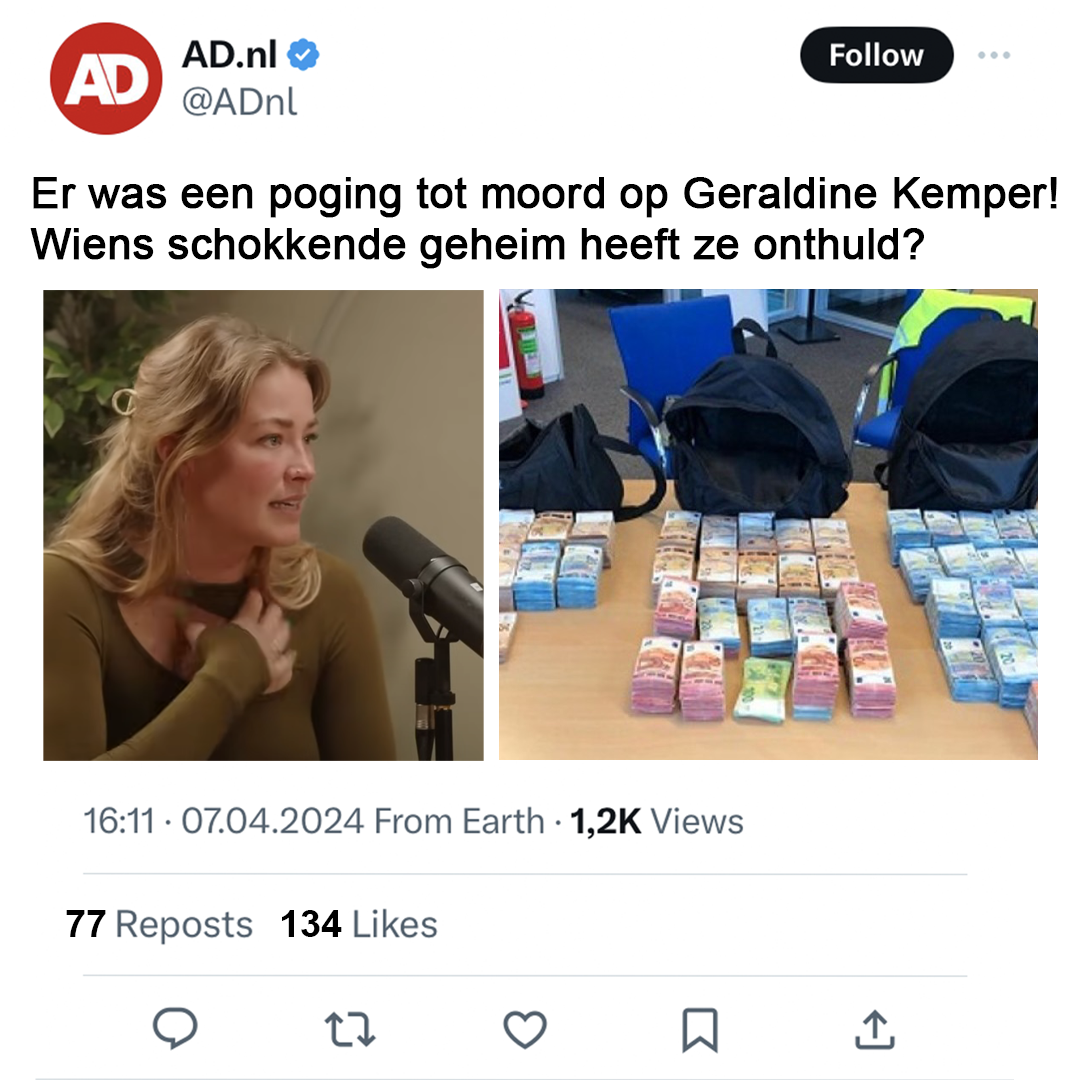 AD
AD.nl
@ADnl
Follow
Er was een poging tot moord op Geraldine Kemper!
Wiens schokkende geheim heeft ze onthuld?
16:11 · 07.04.2024 From Earth · 1,2K Views
77 Reposts 134 Likes